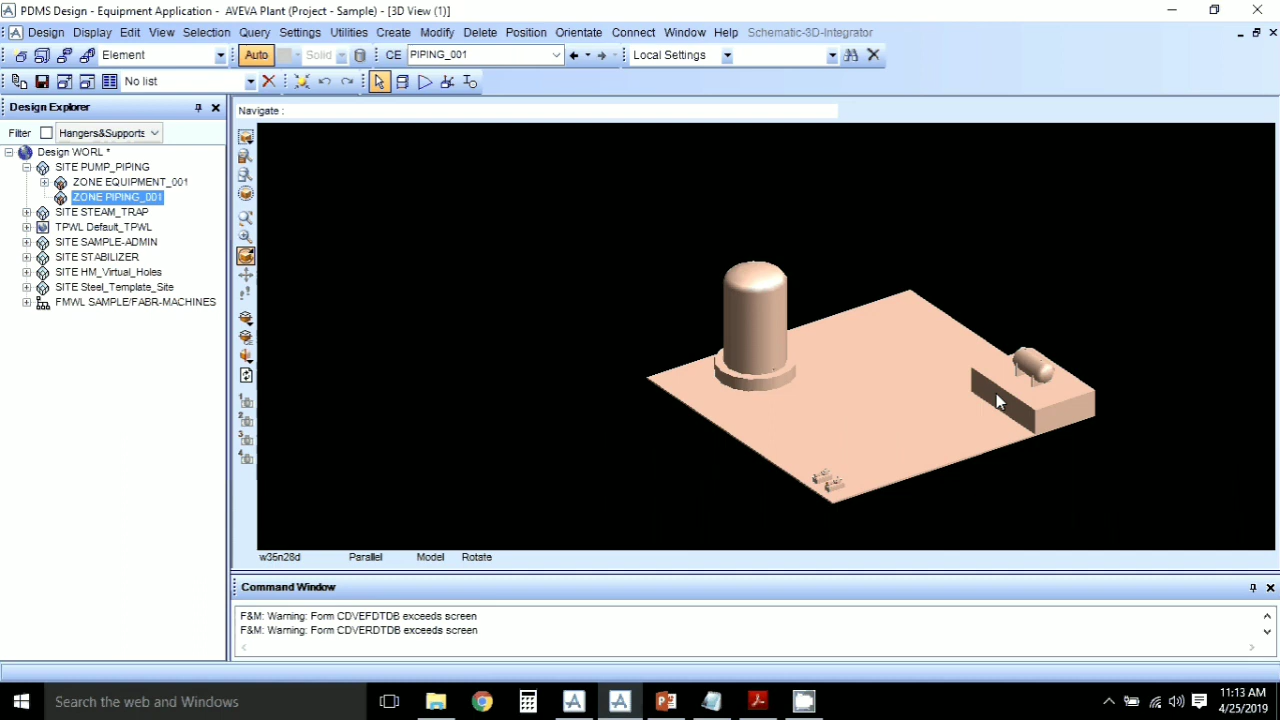 PDMS Design - Equipment Application - AVEVA Plant (Project - Sample) - [3D View (1)]
Design Display Edit View Selection Query Settings Utilities Create Modify Delete Position Orientate Connect Window Help Schematic-3D-Integrator
Element Auto Solid CE PIPING_001 Local Settings
No list
Design Explorer
Navigate :
Filter Hangers&Supports
Design WORL *
SITE PUMP_PIPING
ZONE EQUIPMENT_001
ZONE PIPING_001
SITE STEAM_TRAP
TPWL Default_TPWL
SITE SAMPLE-ADMIN
SITE STABILIZER
SITE HM_Virtual_Holes
SITE Steel_Template_Site
FMWL SAMPLE/FABR-MACHINES
1
2
3
4
w35n28d Parallel Model Rotate
Command Window
F&M: Warning: Form CDVEFDTDB exceeds screen
F&M: Warning: Form CDVERDTDB exceeds screen
Search the web and Windows
11:13 AM
4/25/2019